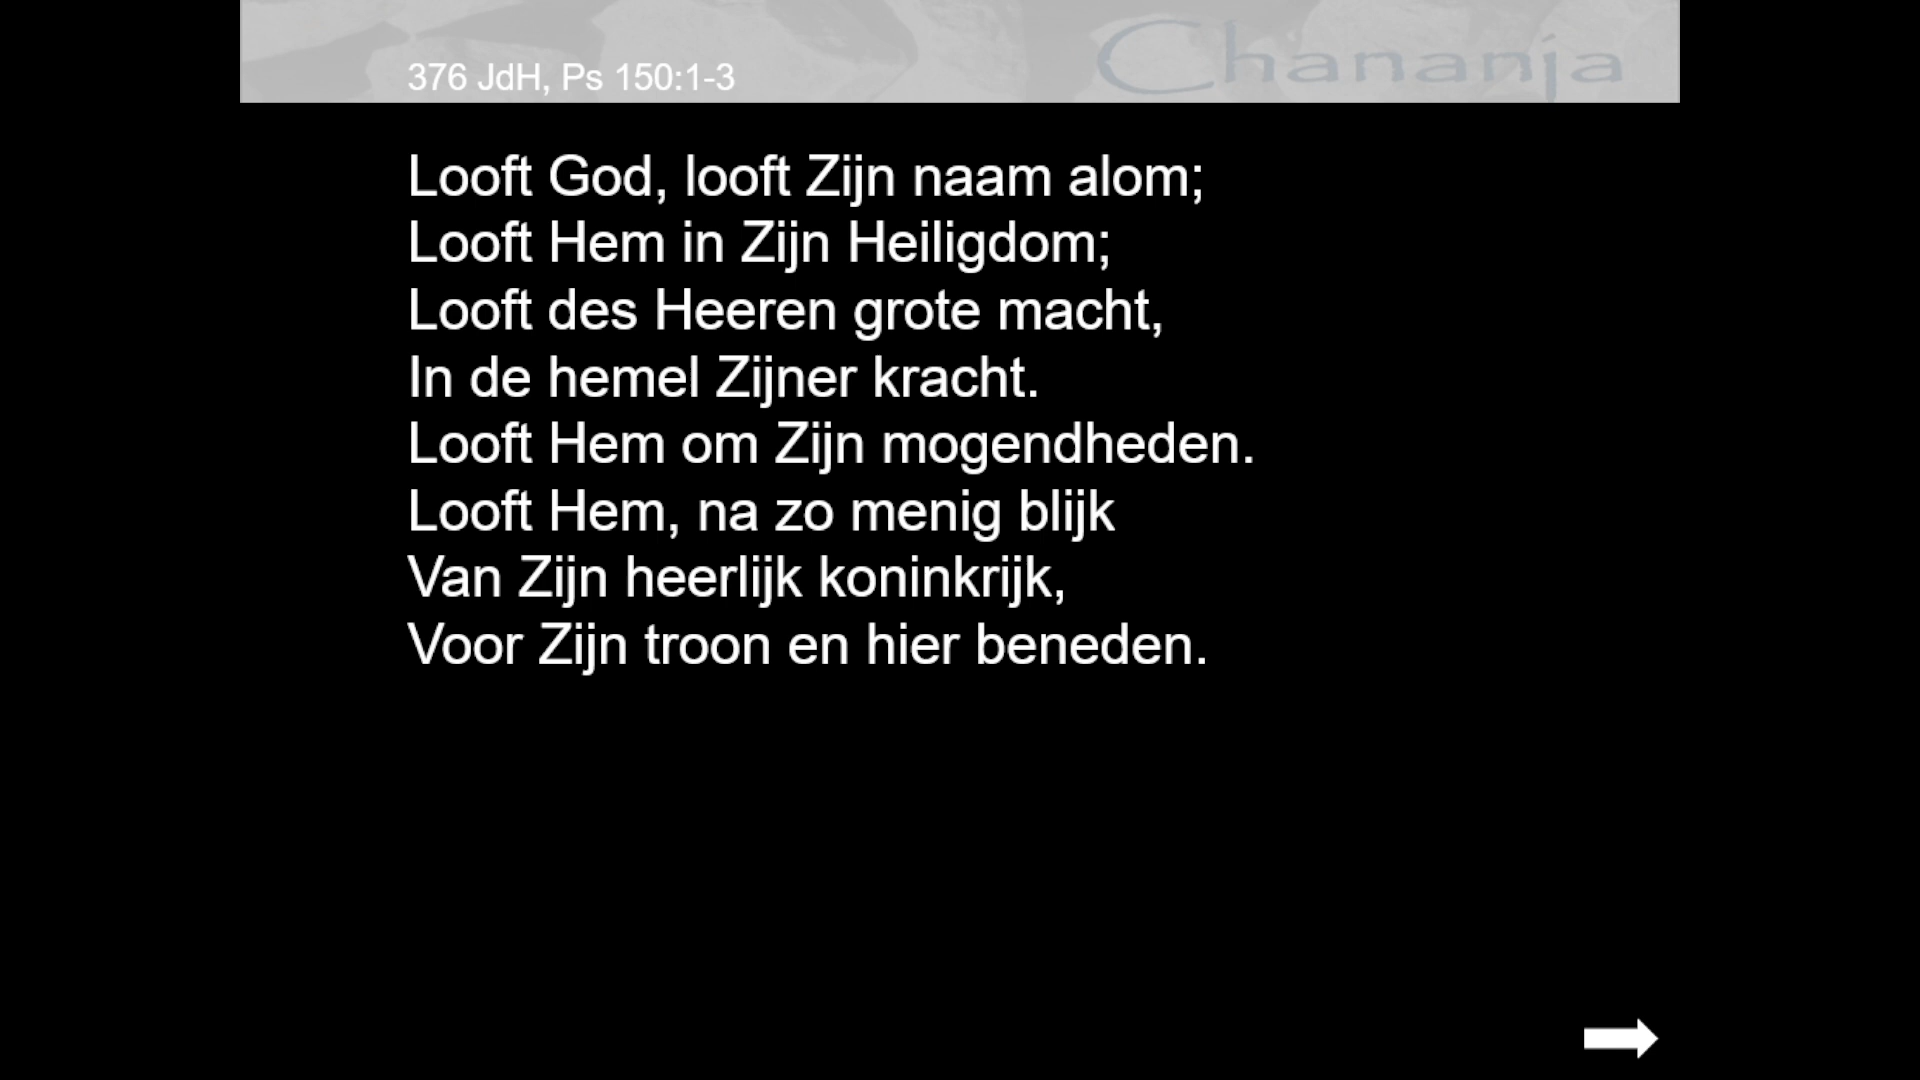 Chananja
376 JdH, Ps 150:1-3
Looft God, looft Zijn naam alom;
Looft Hem in Zijn Heiligdom;
Looft des Heeren grote macht,
In de hemel Zijner kracht.
Looft Hem om Zijn mogendheden.
Looft Hem, na zo menig blijk
Van Zijn heerlijk koninkrijk,
Voor Zijn troon en hier beneden.